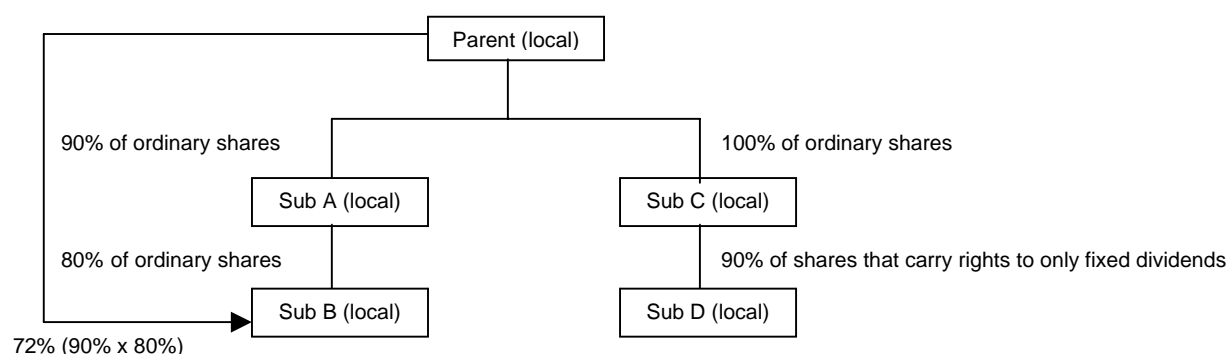 Parent (local)
90% of ordinary shares
100% of ordinary shares
Sub A (local)
Sub C (local)
80% of ordinary shares
90% of shares that carry rights to only fixed dividends
Sub B (local)
Sub D (local)
72% (90% x 80%)